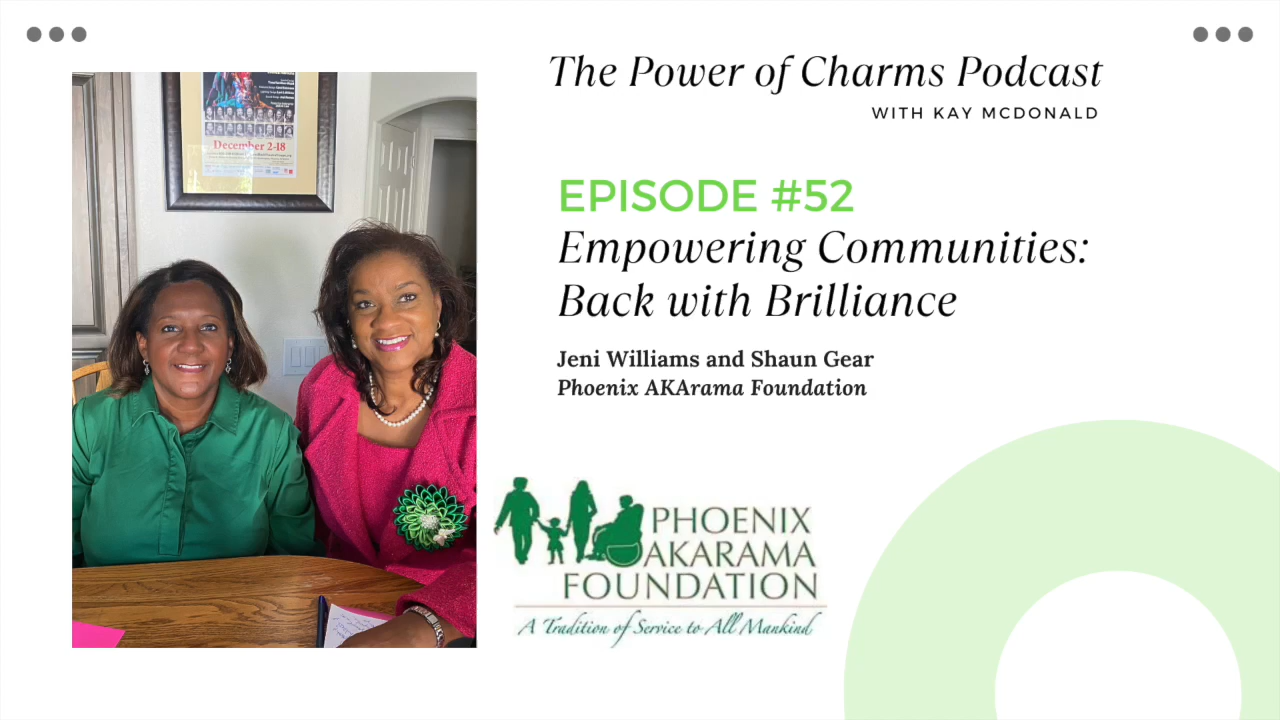 The Power of Charms Podcast
WITH KAY MCDONALD
EPISODE #52
Empowering Communities:
Back with Brilliance
Jeni Williams and Shaun Gear
Phoenix AKArama Foundation
December 2-18
PHOENIX
AKARAMA
FOUNDATION
A Tradition of Service to All Mankind